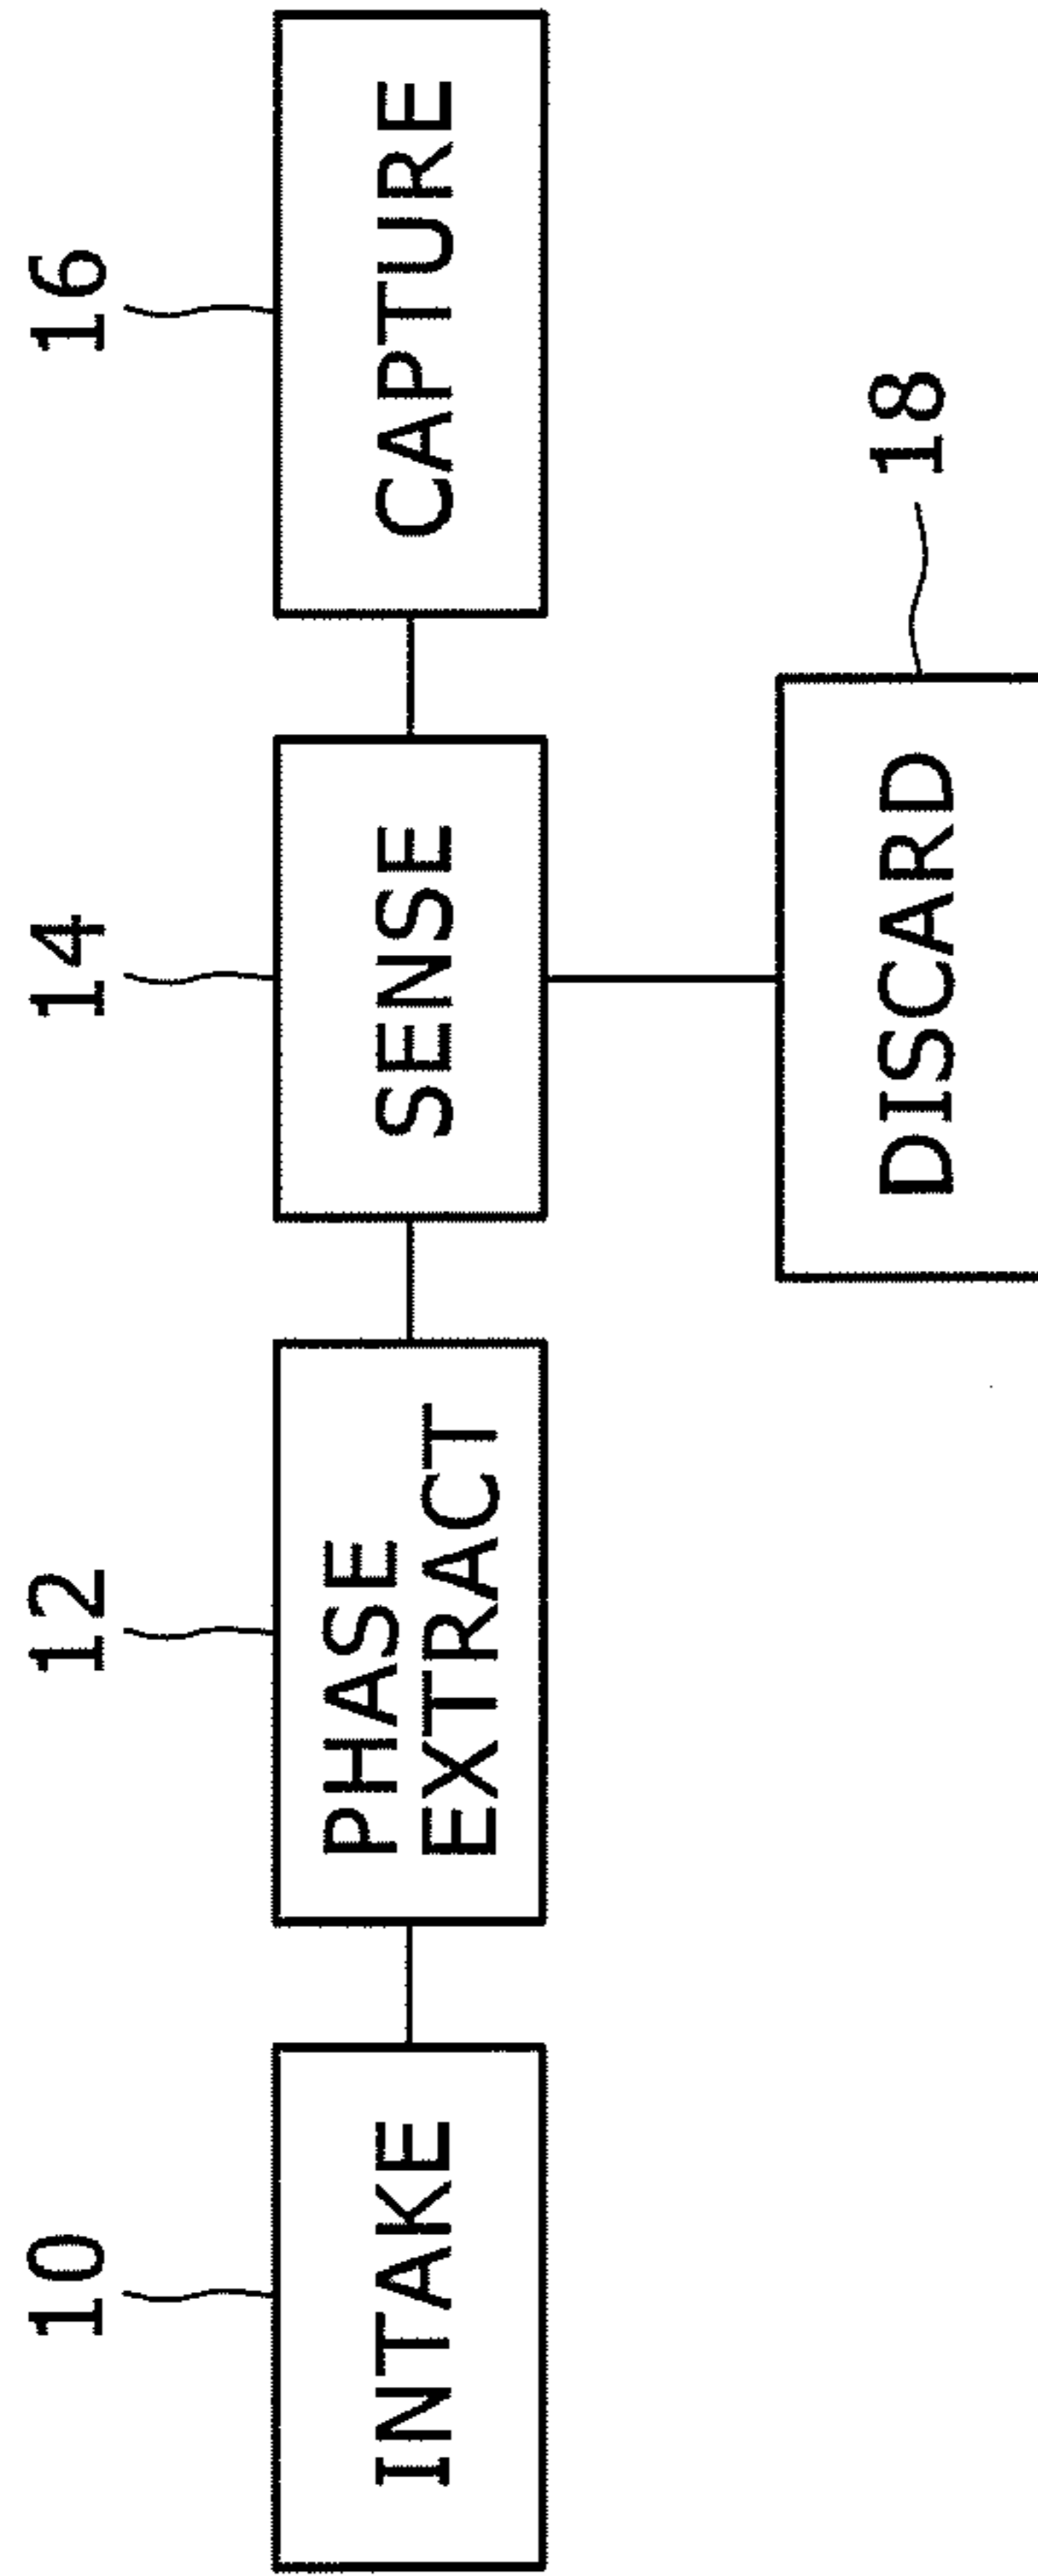 10
12
14
16
INTAKE
PHASE
EXTRACT
SENSE
CAPTURE
18
DISCARD